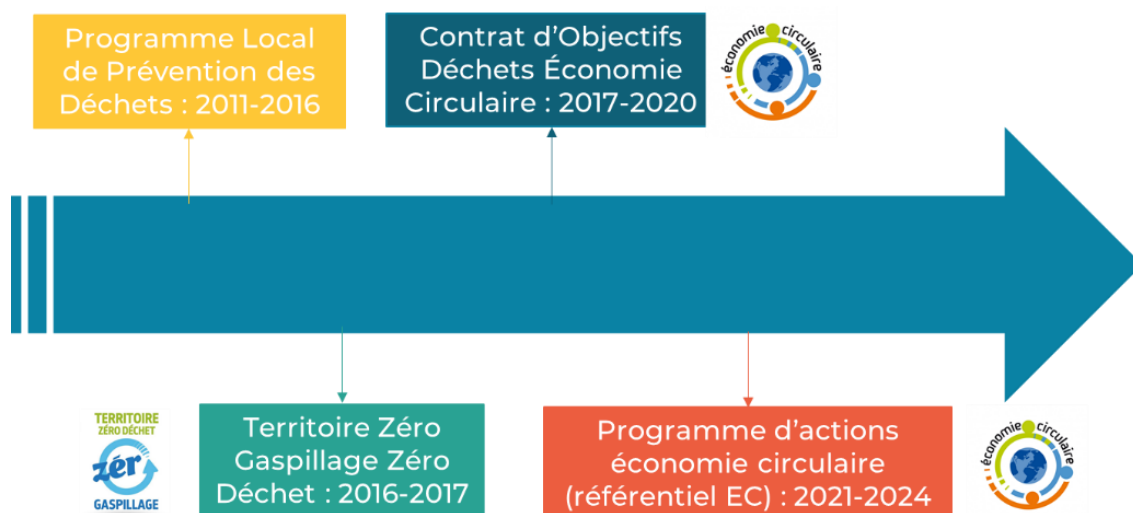 Programme Local
de Prévention des
Déchets : 2011-2016
Contrat d’Objectifs
Déchets Économie
Circulaire : 2017-2020
économie circulaire
TERRITOIRE
ZÉRO DÉCHET
zér
GASPILLAGE
Territoire Zéro
Gaspillage Zéro
Déchet : 2016-2017
Programme d’actions
économie circulaire
(référentiel EC) : 2021-2024
économie circulaire